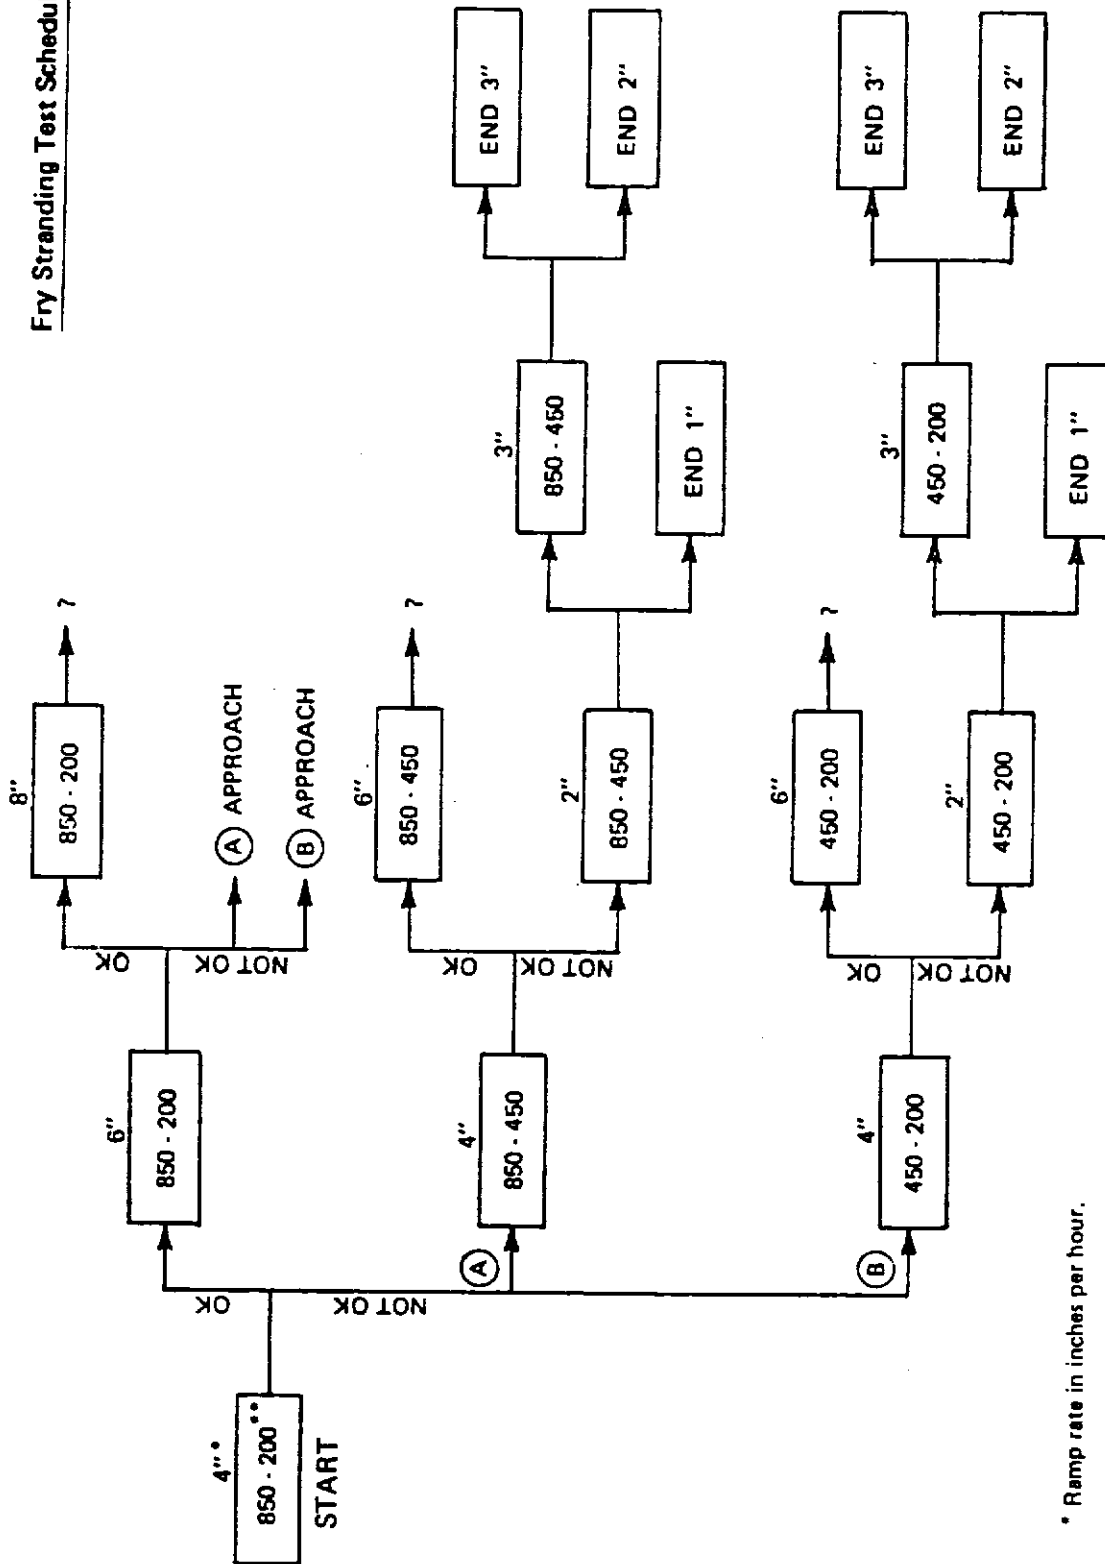 Fry Stranding Test Schedu
4"*
850 - 200**
START
OK
NOT OK
6"
850 - 200
OK
NOT OK
8"
850 - 200
?
A APPROACH
B APPROACH
A
4"
850 - 450
OK
NOT OK
6"
850 - 450
?
2"
850 - 450
3"
850 - 450
END 1"
END 3"
END 2"
B
4"
450 - 200
OK
NOT OK
6"
450 - 200
?
2"
450 - 200
3"
450 - 200
END 1"
END 3"
END 2"
* Ramp rate in inches per hour.